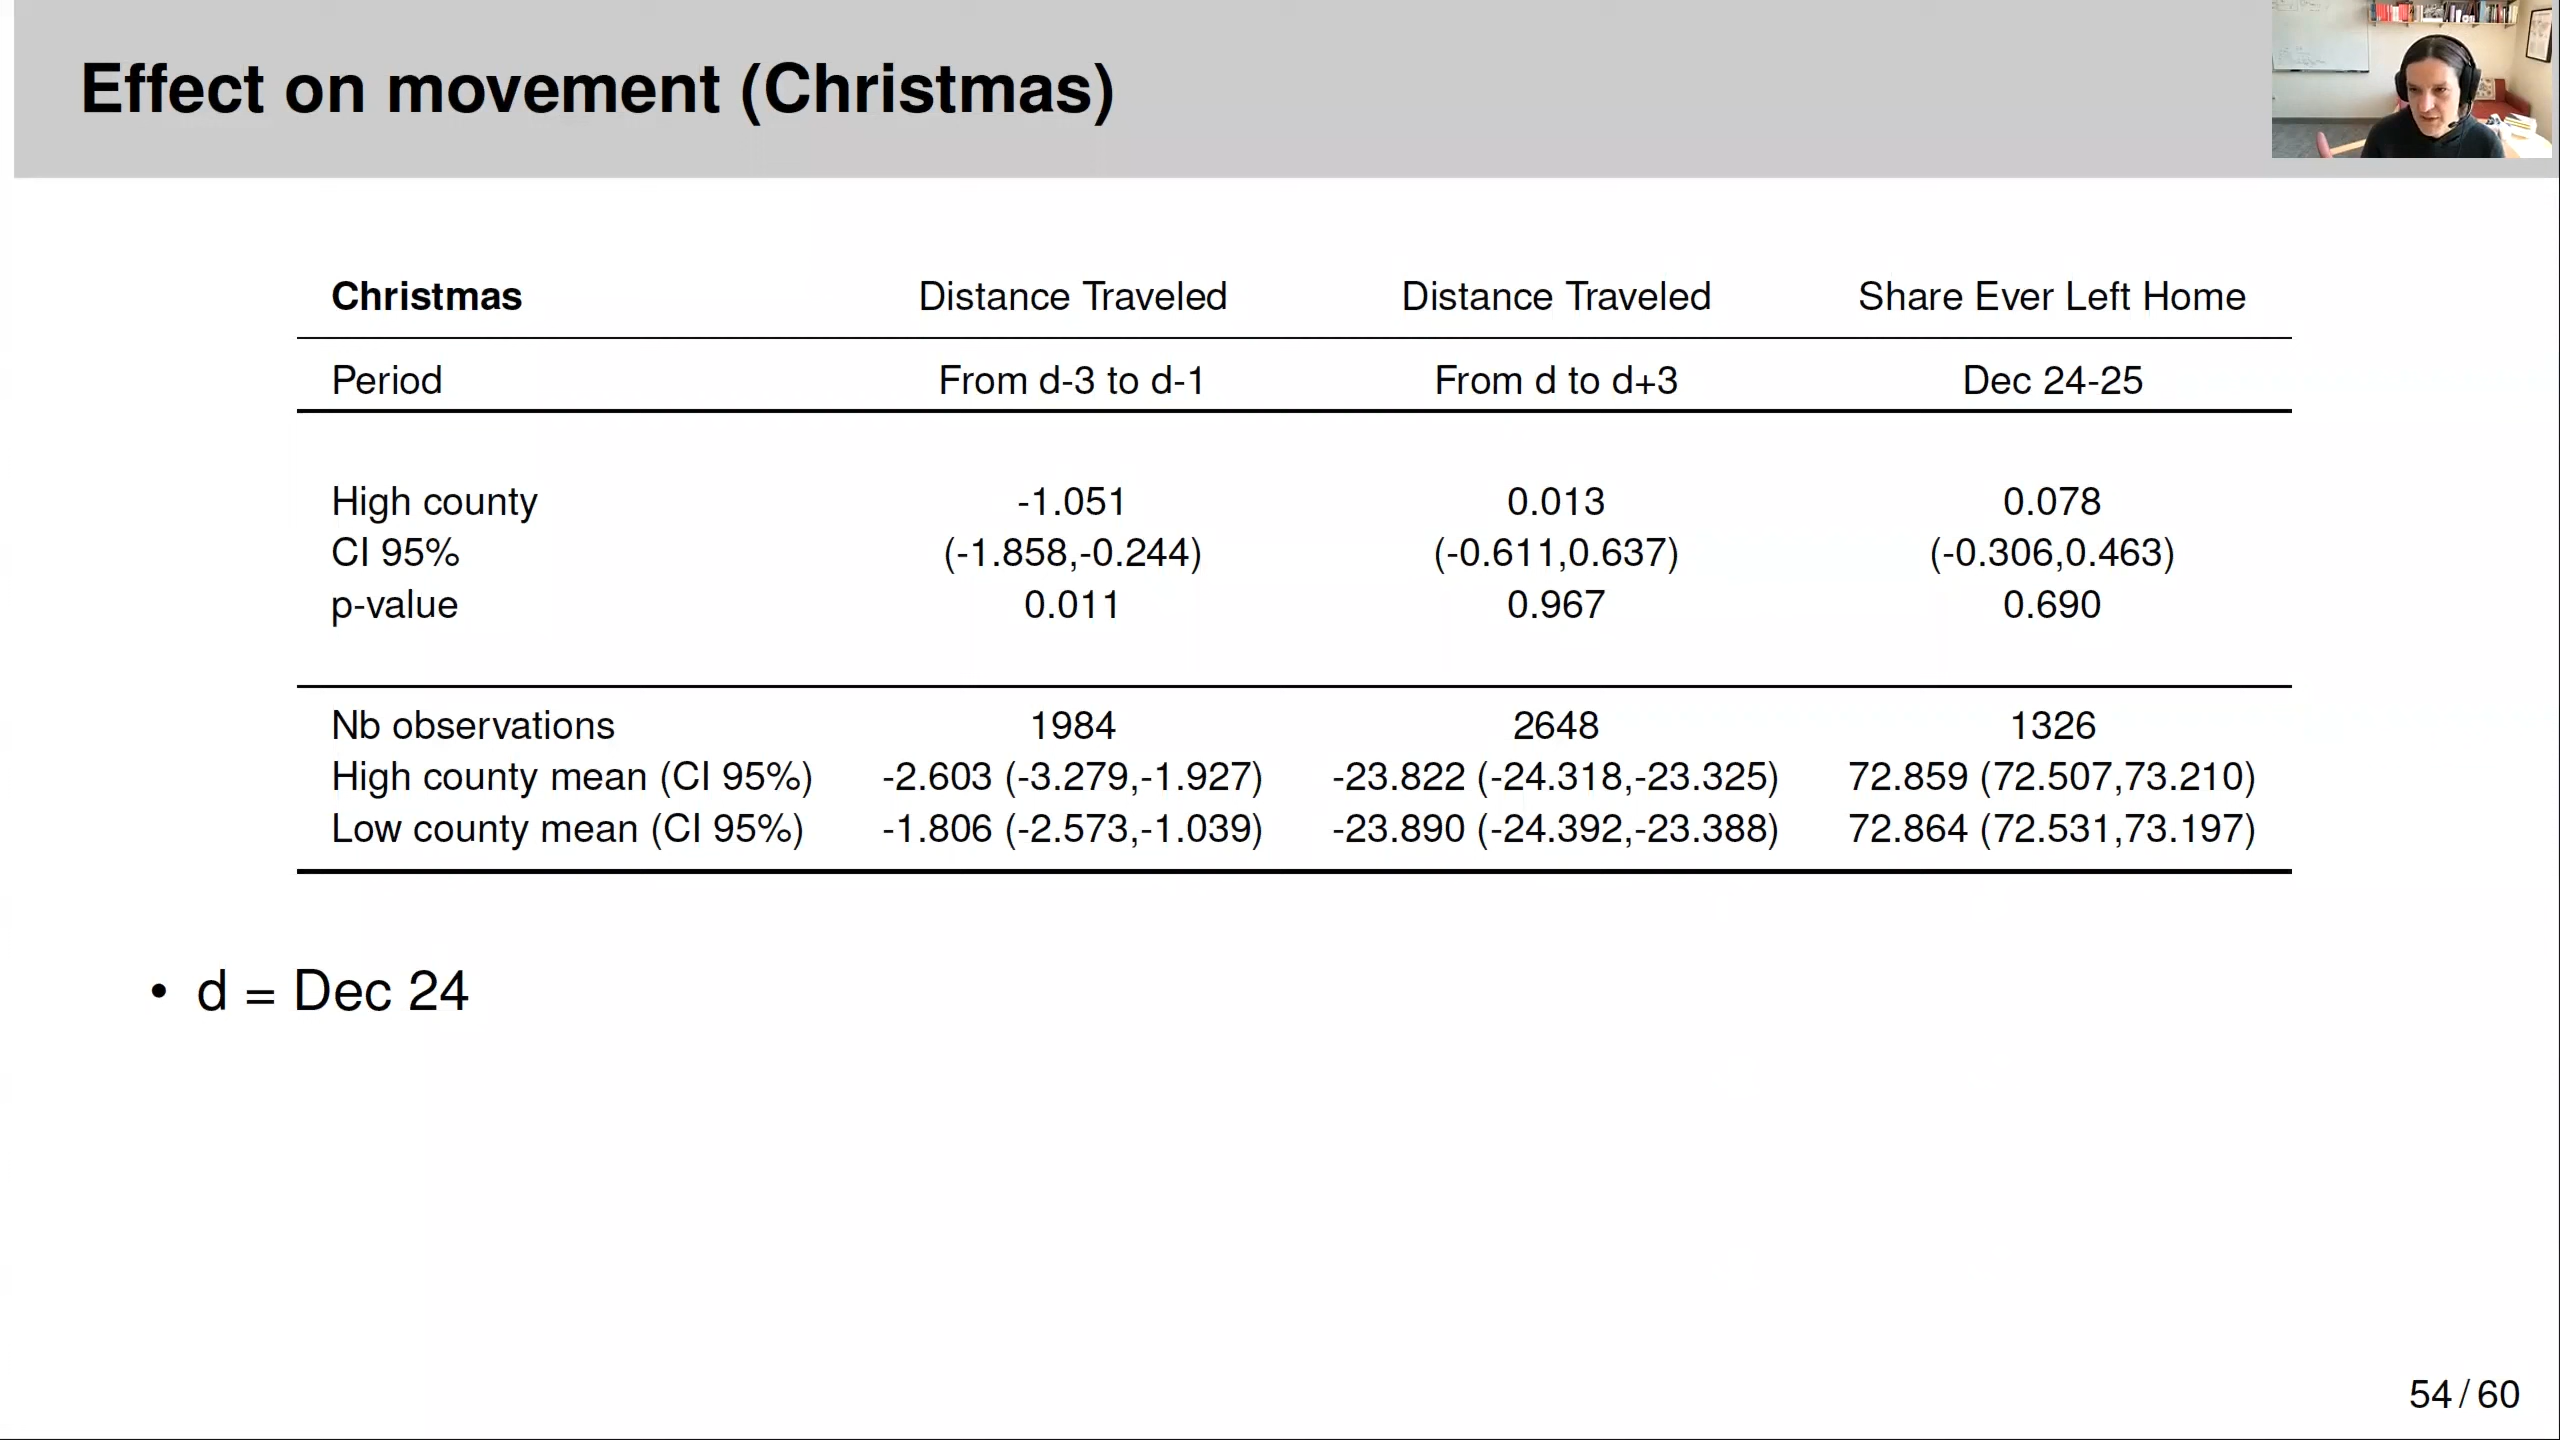 Effect on movement (Christmas)
Christmas Distance Traveled Distance Traveled Share Ever Left Home
Period From d-3 to d-1 From d to d+3 Dec 24-25
High county -1.051 0.013 0.078
CI 95% (-1.858,-0.244) (-0.611,0.637) (-0.306,0.463)
p-value 0.011 0.967 0.690
Nb observations 1984 2648 1326
High county mean (CI 95%) -2.603 (-3.279,-1.927) -23.822 (-24.318,-23.325) 72.859 (72.507,73.210)
Low county mean (CI 95%) -1.806 (-2.573,-1.039) -23.890 (-24.392,-23.388) 72.864 (72.531,73.197)
• d = Dec 24
54 / 60